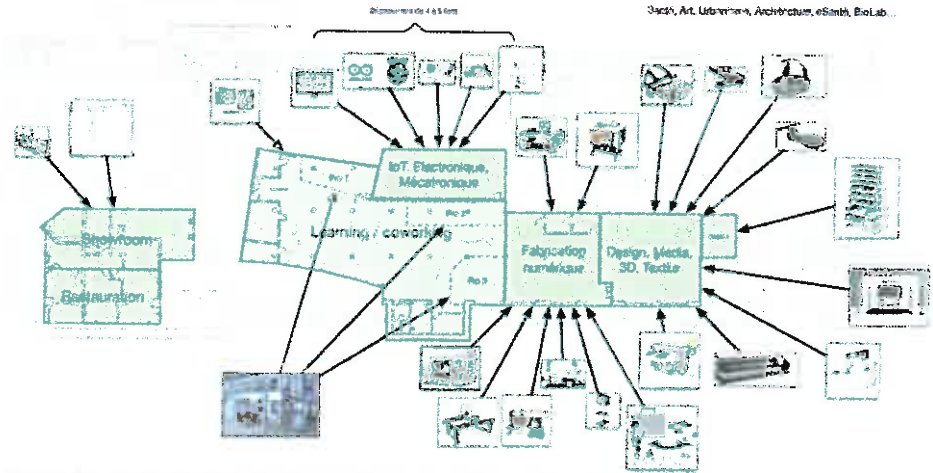 Santé, Art, Urbanisme, Architecture, eSanté, BioLab...
IoT, Electronique,
Mécatronique
Showroom
Learning / coworking
Fabrication
numérique
Design, Media,
3D, Textile
Restauration